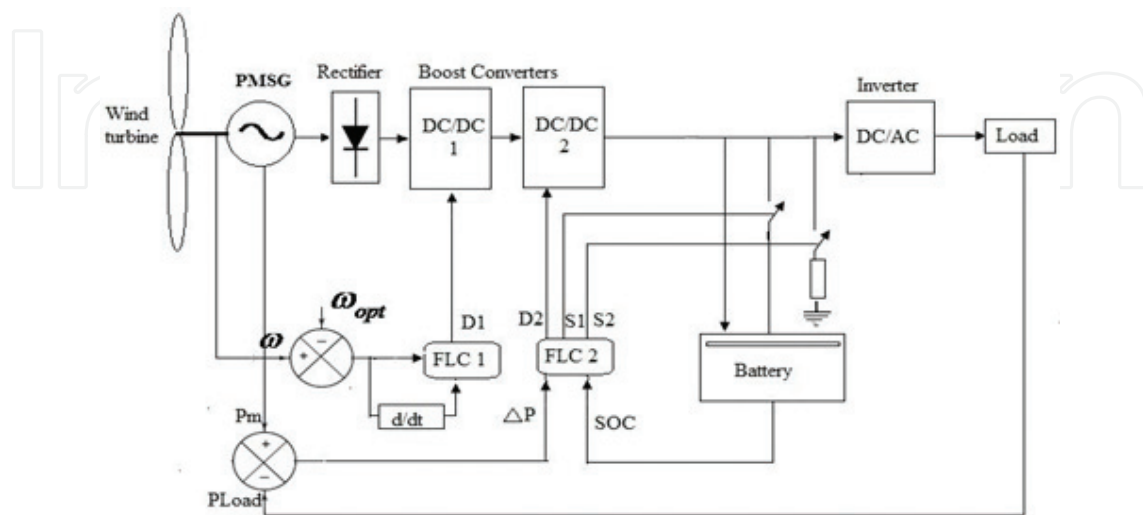 Wind
turbine
PMSG
Rectifier
Boost Converters
DC/DC
1
DC/DC
2
Inverter
DC/AC
Load
ωopt
−
ω
+
D1
FLC 1
d/dt
D2
S1
S2
FLC 2
Battery
△P
SOC
Pm
+
−
PLoad